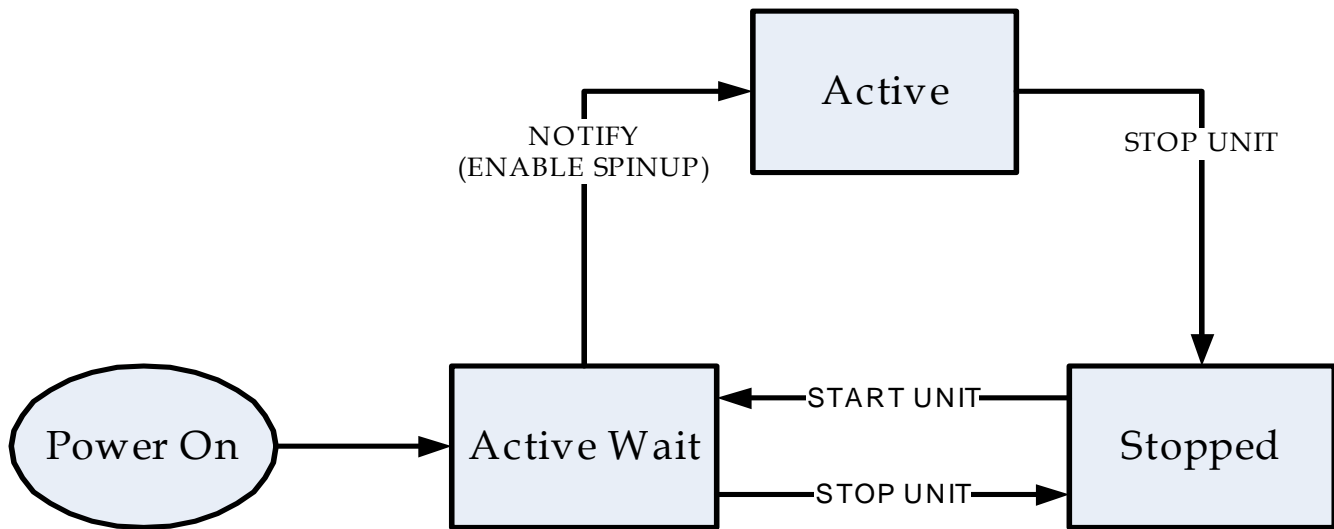 Active
NOTIFY
(ENABLE SPINUP)
STOP UNIT
Power On
Active Wait
START UNIT
STOP UNIT
Stopped